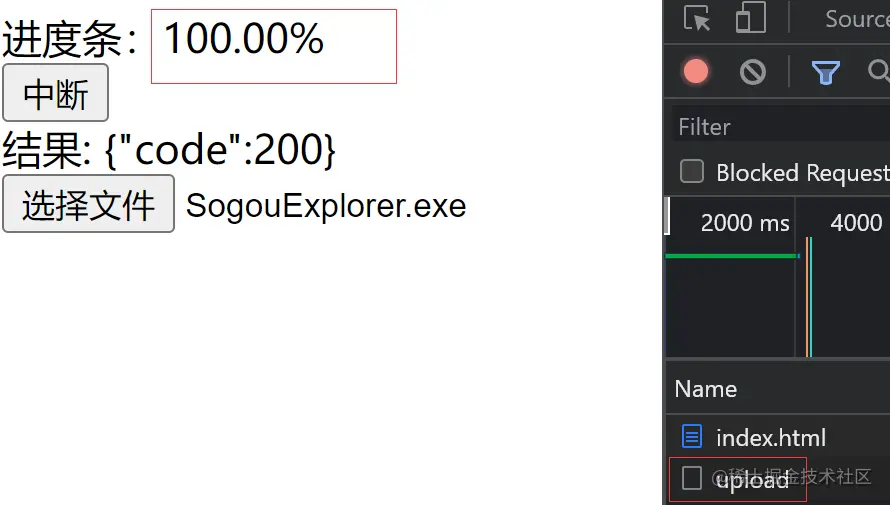 进度条： 100.00%
中断
结果: {"code":200}
选择文件 SogouExplorer.exe
Source
Filter
Blocked Request
2000 ms 4000
Name
index.html
upload
@稀土掘金技术社区